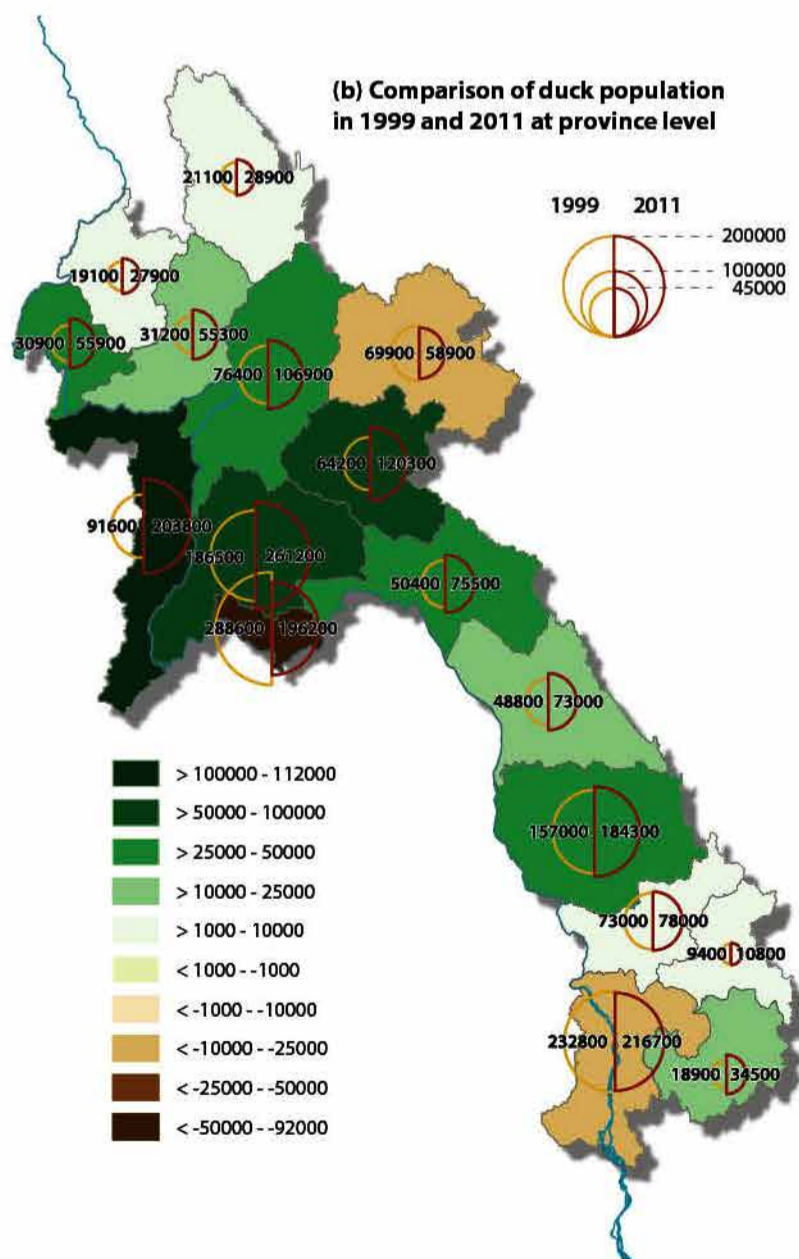 (b) Comparison of duck population
in 1999 and 2011 at province level
1999 2011
200000
100000
45000
21100 28900
19100 27900
31200 55300
30900 55900
76400 106900
69900 58900
64200 120300
91600 203800
186500 261200
50400 75500
288600 196200
48800 73000
157000 184300
73000 78000
9400 10800
232800 216700
18900 34500
> 100000 - 112000
> 50000 - 100000
> 25000 - 50000
> 10000 - 25000
> 1000 - 10000
< 1000 - -1000
< -1000 - -10000
< -10000 - -25000
< -25000 - -50000
< -50000 - -92000